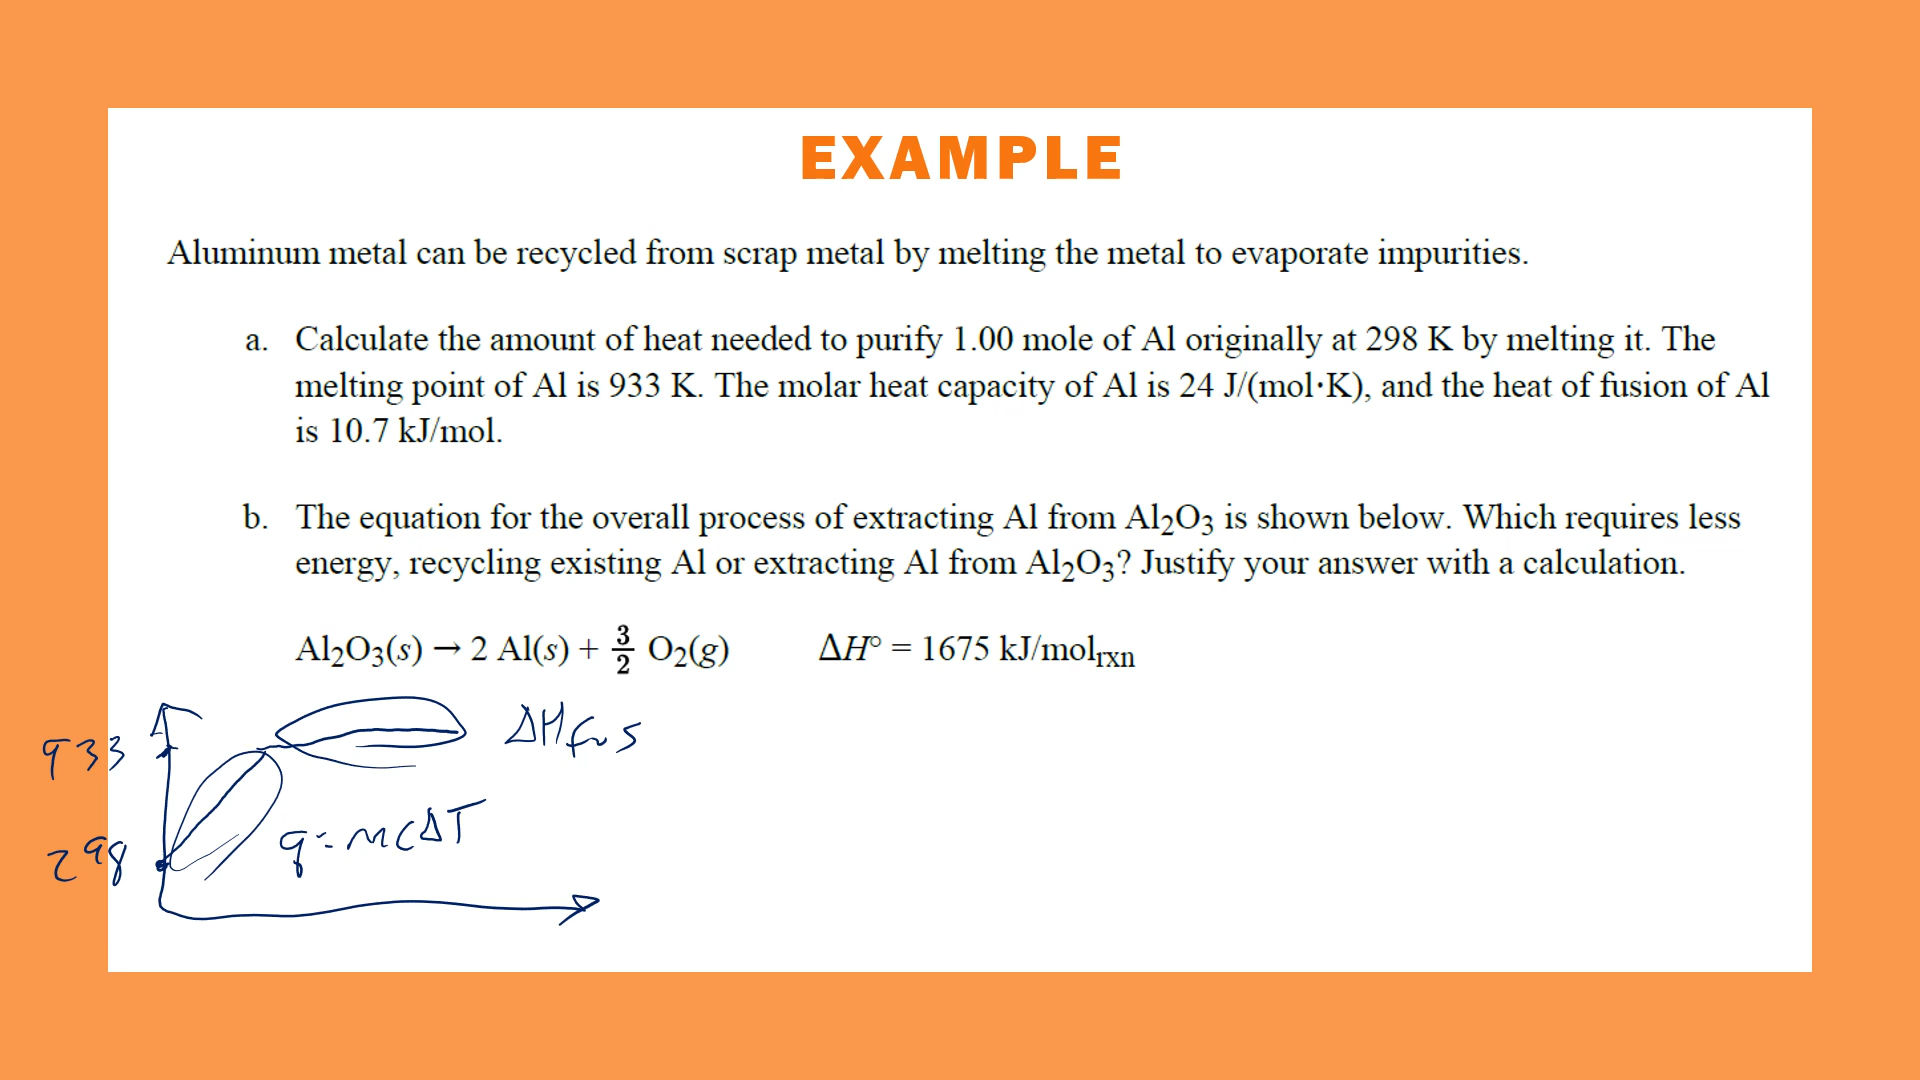 EXAMPLE
Aluminum metal can be recycled from scrap metal by melting the metal to evaporate impurities.
a. Calculate the amount of heat needed to purify 1.00 mole of Al originally at 298 K by melting it. The
melting point of Al is 933 K. The molar heat capacity of Al is 24 J/(mol·K), and the heat of fusion of Al
is 10.7 kJ/mol.
b. The equation for the overall process of extracting Al from Al₂O₃ is shown below. Which requires less
energy, recycling existing Al or extracting Al from Al₂O₃? Justify your answer with a calculation.
Al₂O₃(s) → 2 Al(s) + 3/2 O₂(g) ΔH° = 1675 kJ/molrxn
933 ΔHfus
298 q=mcΔT